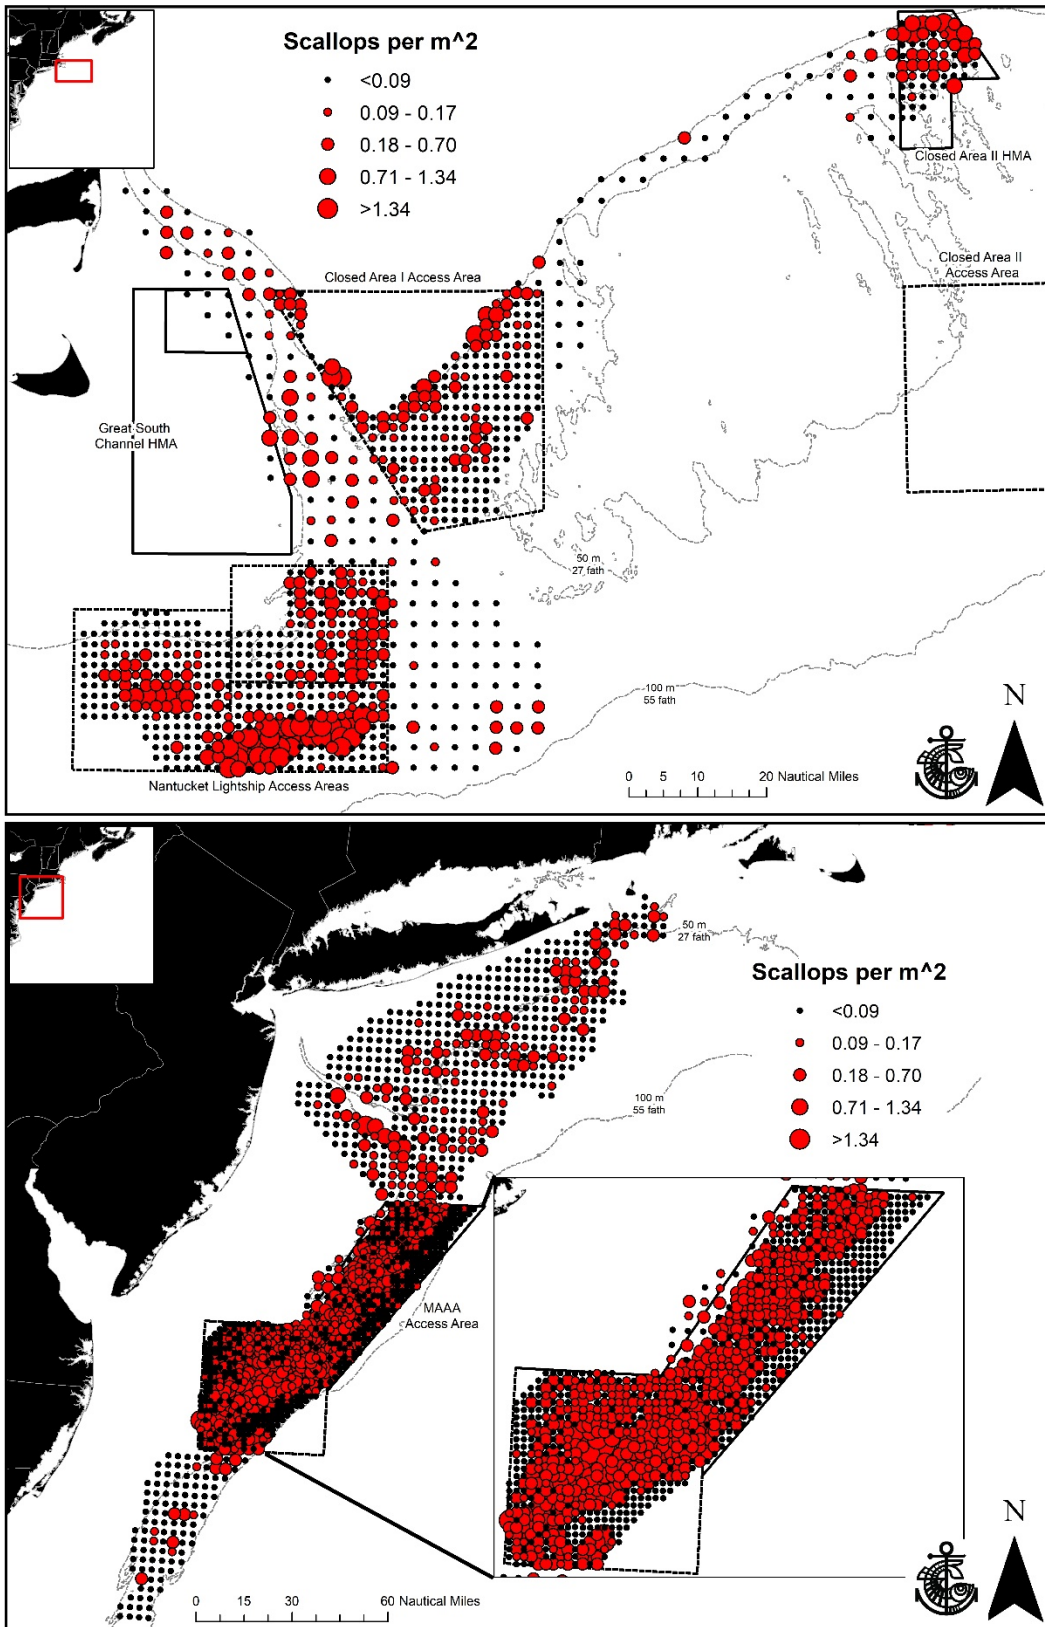 Scallops per m^2
<0.09
0.09 - 0.17
0.18 - 0.70
0.71 - 1.34
>1.34
Closed Area II HMA
Closed Area I Access Area
Closed Area II
Access Area
Great South
Channel HMA
50 m
27 fath
100 m
55 fath
N
Nantucket Lightship Access Areas
0 5 10 20 Nautical Miles
50 m
27 fath
Scallops per m^2
<0.09
0.09 - 0.17
0.18 - 0.70
0.71 - 1.34
>1.34
100 m
55 fath
MAAA
Access Area
N
0 15 30 60 Nautical Miles